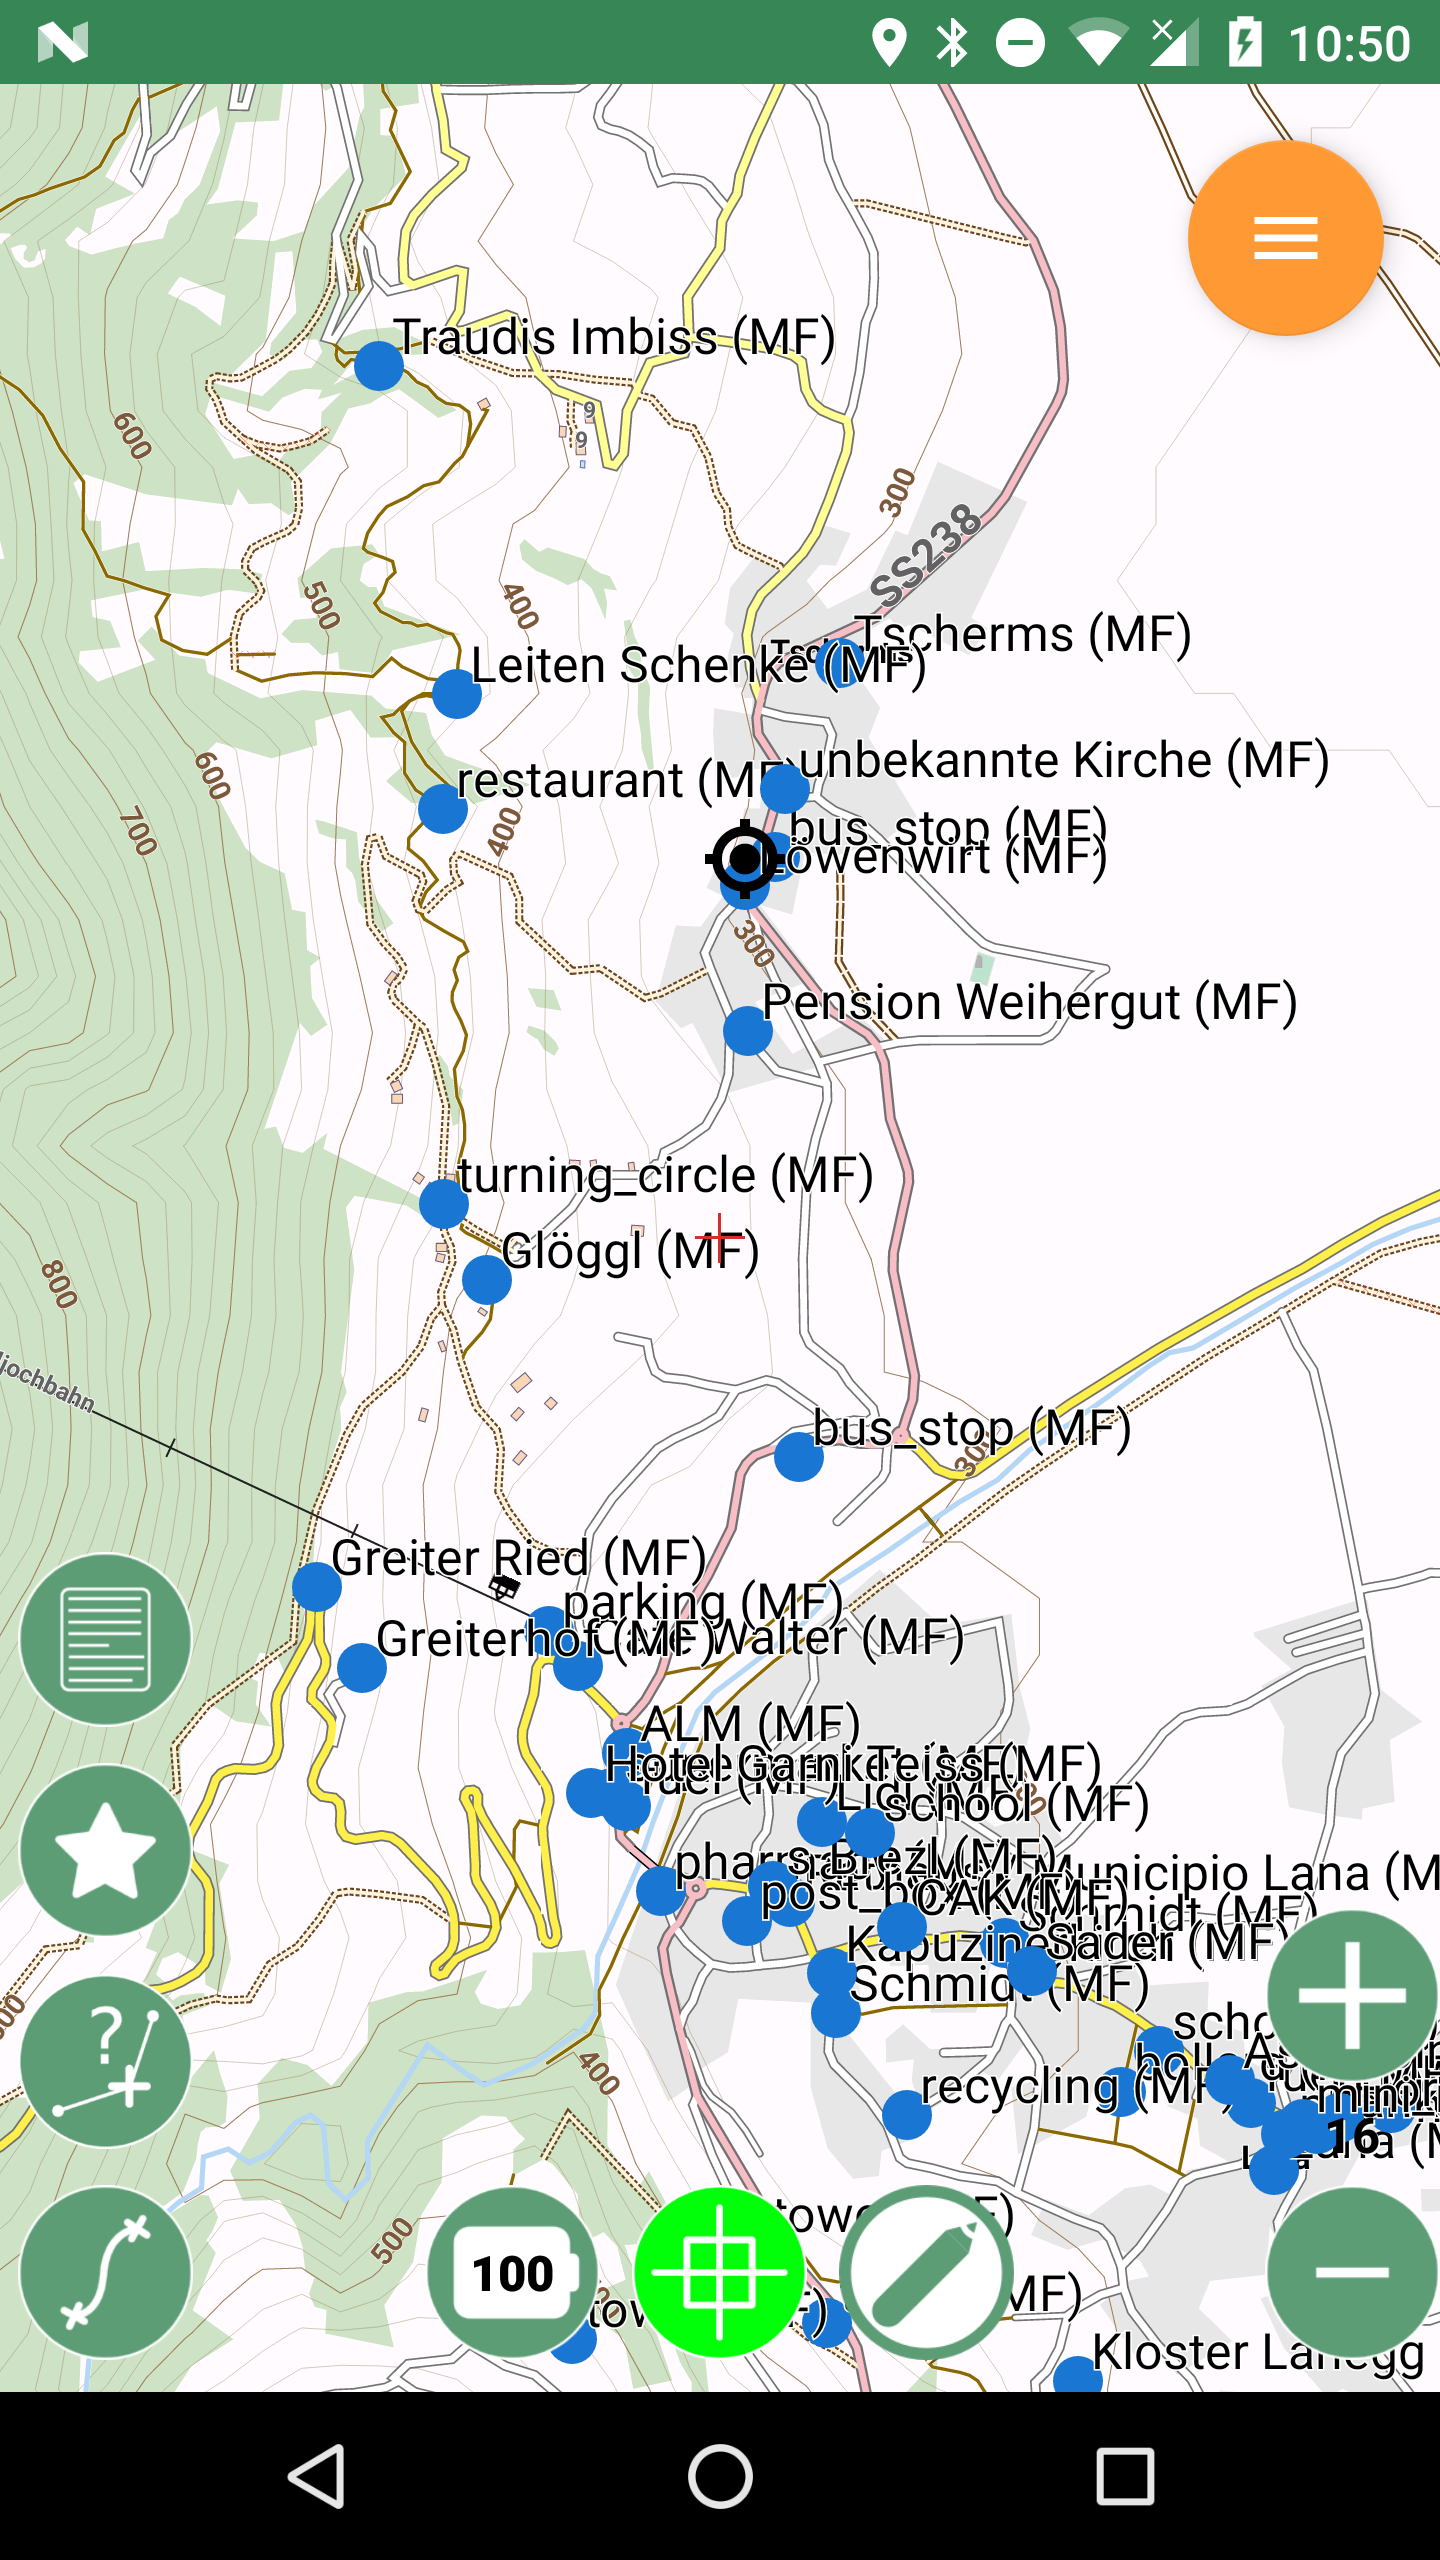 10:50
Traudis Imbiss (MF)
600
9
9
300
SS238
500
400
Tscherms (MF)
Leiten Schenke (MF)
unbekannte Kirche (MF)
600
restaurant (MF)
700
400
bus_stop (MF)
Löwenwirt (MF)
300
Pension Weihergut (MF)
turning_circle (MF)
Glöggl (MF)
800
jochbahn
bus_stop (MF)
300
Greiter Ried (MF)
parking (MF)
Greiterhof (MF)
Walter (MF)
ALM (MF)
Hotel Garni Teiss (MF)
fuel (MF)
Lidl (MF)
school (MF)
Municipio Lana (M
post_box (MF)
Schmidt (MF)
Sader (MF)
Schmidt (MF)
?
recycling (MF)
400
16
500
100
(MF)
Kloster Lanegg